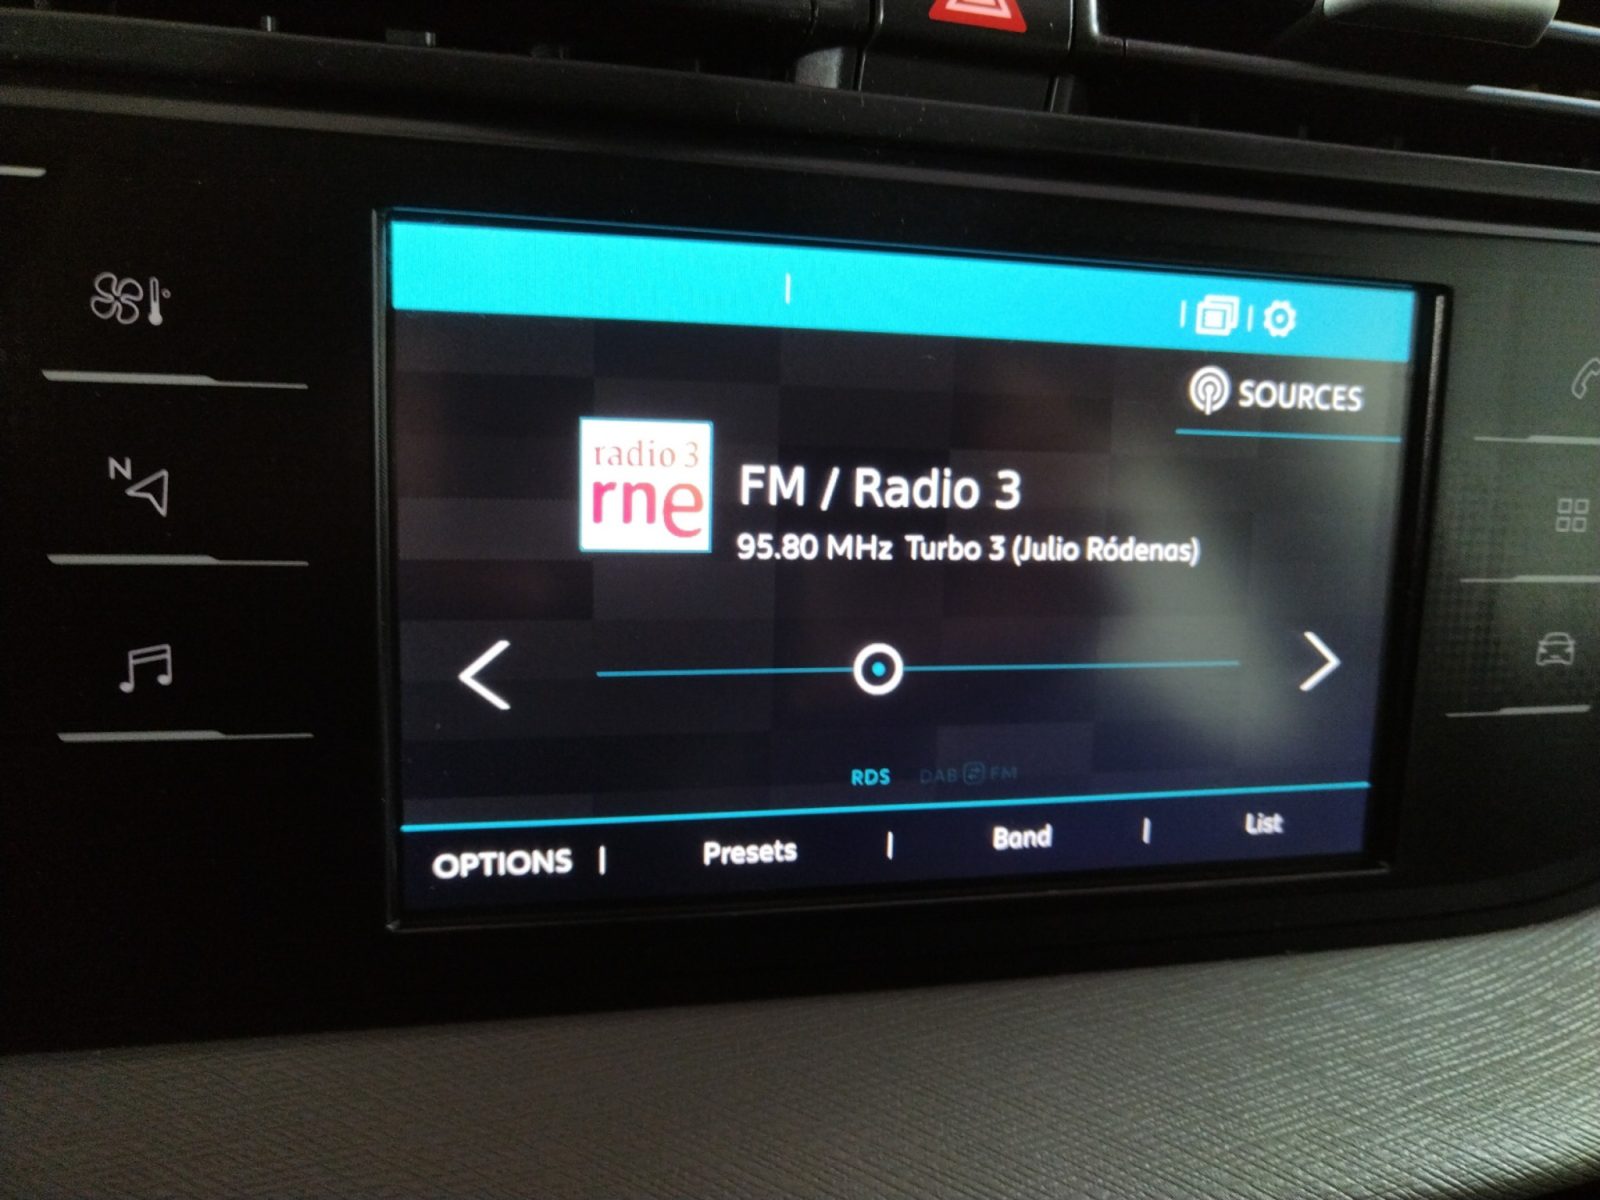 SOURCES
radio 3
rne
FM / Radio 3
95.80 MHz Turbo 3 (Julio Ródenas)
N
RDS DAB FM
OPTIONS | Presets | Band | List